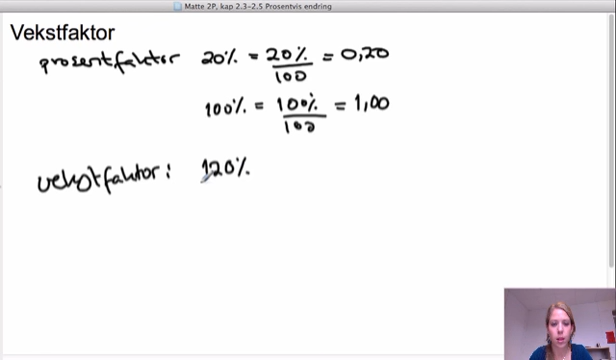 Matte 2P, kap 2.3-2.5 Prosentvis endring
Vekstfaktor
prosentfaktor 20% = 20%/100 = 0,20
100% = 100%/100 = 1,00
vekstfaktor: 120%